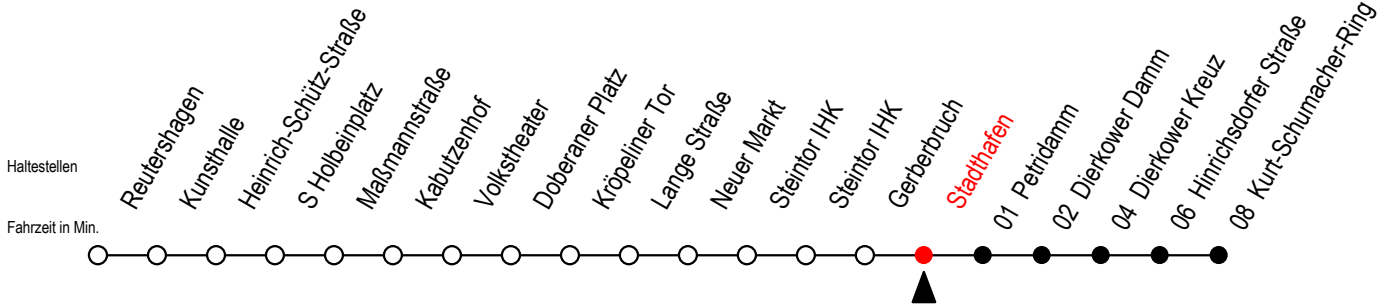 Haltestellen
Fahrzeit in Min.
Reutershagen
Kunsthalle
Heinrich-Schütz-Straße
S Holbeinplatz
Maßmannstraße
Kabutzenhof
Volkstheater
Doberaner Platz
Kröpeliner Tor
Lange Straße
Neuer Markt
Steintor IHK
Steintor IHK
Gerberbruch
Stadthafen
01 Petridamm
02 Dierkower Damm
04 Dierkower Kreuz
06 Hinrichsdorfer Straße
08 Kurt-Schumacher-Ring